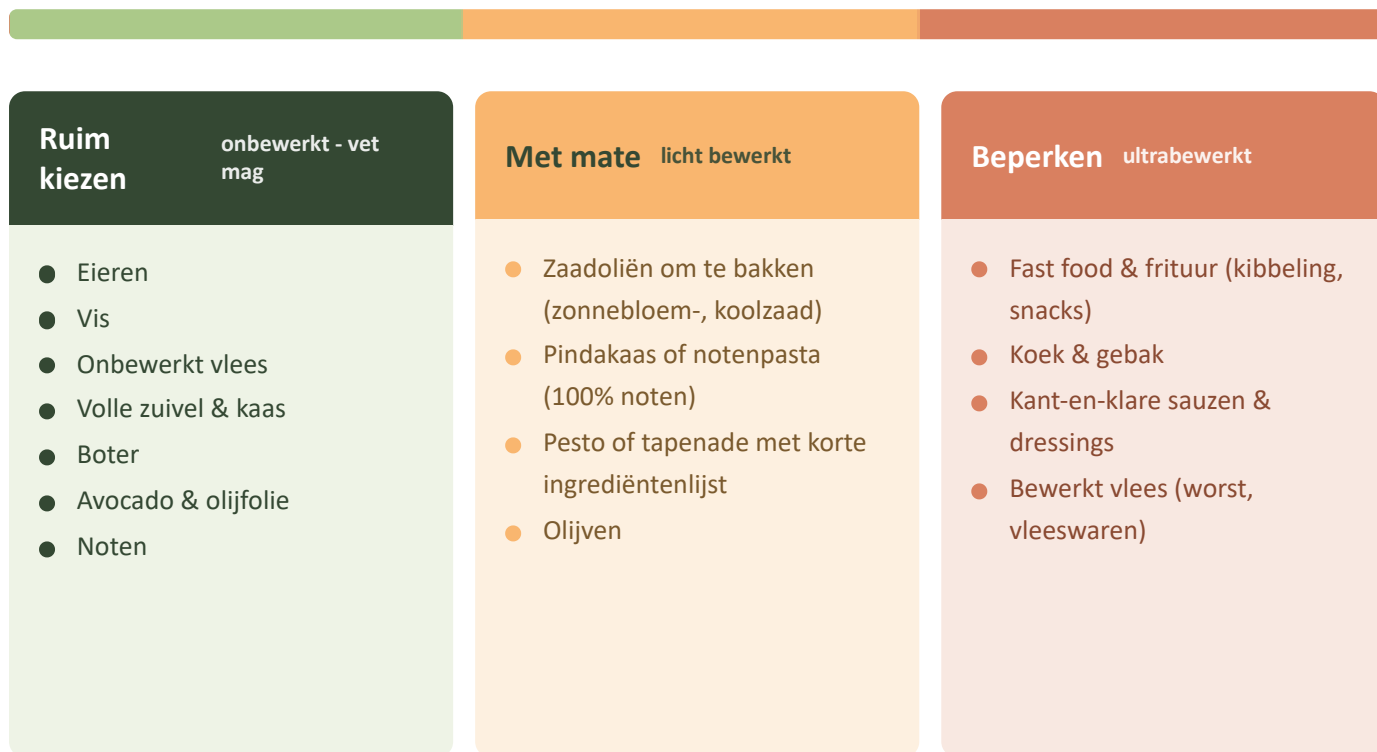 Ruim
kiezen
onbewerkt - vet
mag
Eieren
Vis
Onbewerkt vlees
Volle zuivel & kaas
Boter
Avocado & olijfolie
Noten
Met mate licht bewerkt
Zaadoliën om te bakken
(zonnebloem-, koolzaad)
Pindakaas of notenpasta
(100% noten)
Pesto of tapenade met korte
ingrediëntenlijst
Olijven
Beperken ultrabewerkt
Fast food & frituur (kibbeling,
snacks)
Koek & gebak
Kant-en-klare sauzen &
dressings
Bewerkt vlees (worst,
vleeswaren)